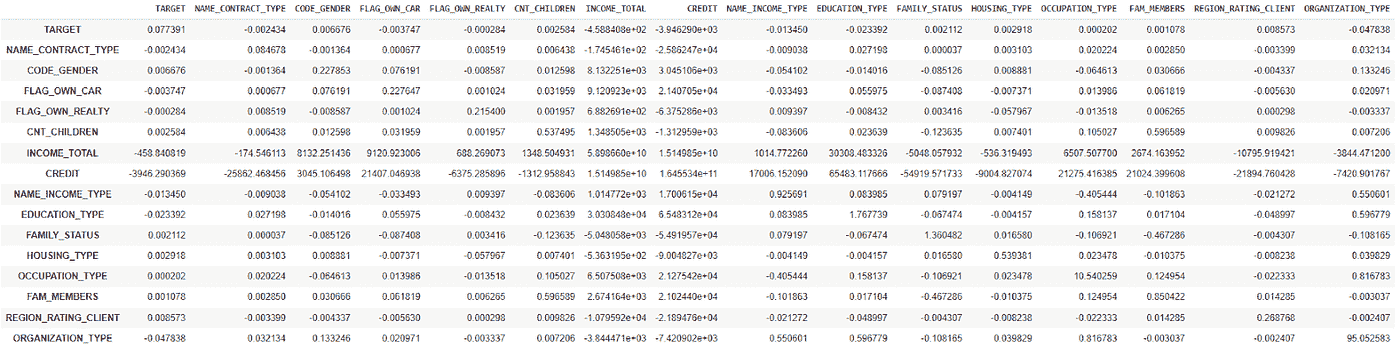 TARGET NAME_CONTRACT_TYPE CODE_GENDER FLAG_OWN_CAR FLAG_OWN_REALTY CNT_CHILDREN INCOME_TOTAL CREDIT NAME_INCOME_TYPE EDUCATION_TYPE FAMILY_STATUS HOUSING_TYPE OCCUPATION_TYPE FAM_MEMBERS REGION_RATING_CLIENT ORGANIZATION_TYPE
TARGET 0.077391 -0.002434 0.006676 -0.003747 -0.000284 0.002584 -4.588408e+02 -3.946290e+03 -0.013450 -0.023392 0.002112 0.002918 0.000202 0.001078 0.008573 -0.047838
NAME_CONTRACT_TYPE -0.002434 0.084678 -0.001364 0.000677 0.008519 0.006438 -1.745461e+02 -2.586247e+04 -0.009038 0.027198 0.000037 0.003103 0.020224 0.002850 -0.003399 0.032134
CODE_GENDER 0.006676 -0.001364 0.227853 0.076191 -0.008587 0.012598 8.132251e+03 3.045106e+03 -0.054102 -0.014016 -0.085126 0.008881 -0.064613 0.030666 -0.004337 0.133246
FLAG_OWN_CAR -0.003747 0.000677 0.076191 0.227647 0.001024 0.031959 9.120923e+03 2.140705e+04 -0.033493 0.055975 -0.087408 -0.007371 0.013986 0.061819 -0.005630 0.020971
FLAG_OWN_REALTY -0.000284 0.008519 -0.008587 0.001024 0.215400 0.001957 6.882691e+02 -6.375286e+03 0.009397 -0.008432 0.003416 -0.057967 -0.013518 0.006265 0.000298 -0.003337
CNT_CHILDREN 0.002584 0.006438 0.012598 0.031959 0.001957 0.537495 1.348505e+03 -1.312959e+03 -0.083606 0.023639 -0.123635 0.007401 0.105027 0.596589 0.009826 0.007206
INCOME_TOTAL -458.840819 -174.546113 8132.251436 9120.923006 688.269073 1348.504931 5.898660e+10 1.514985e+10 1014.772260 30308.483326 -5048.057932 -536.319493 6507.507700 2674.163952 -10795.919421 -3844.471200
CREDIT -3946.290369 -25862.468456 3045.106498 21407.046938 -6375.285896 -1312.958843 1.514985e+10 1.645534e+11 17006.152090 65483.117666 -54919.571733 -9004.827074 21275.416385 21024.399608 -21894.760428 -7420.901767
NAME_INCOME_TYPE -0.013450 -0.009038 -0.054102 -0.033493 0.009397 -0.083606 1.014772e+03 1.700615e+04 0.925691 0.083985 0.079197 -0.004149 -0.405444 -0.101863 -0.021272 0.550601
EDUCATION_TYPE -0.023392 0.027198 -0.014016 0.055975 -0.008432 0.023639 3.030848e+04 6.548312e+04 0.083985 1.767739 -0.067474 -0.004157 0.158137 0.017104 -0.048997 0.596779
FAMILY_STATUS 0.002112 0.000037 -0.085126 -0.087408 0.003416 -0.123635 -5.048058e+03 -5.491957e+04 0.079197 -0.067474 1.360482 0.016580 -0.106921 -0.467286 -0.004307 -0.108165
HOUSING_TYPE 0.002918 0.003103 0.008881 -0.007371 -0.057967 0.007401 -5.363195e+02 -9.004827e+03 -0.004149 -0.004157 0.016580 0.539381 0.023478 -0.010375 -0.008238 0.039829
OCCUPATION_TYPE 0.000202 0.020224 -0.064613 0.013986 -0.013518 0.105027 6.507508e+03 2.127542e+04 -0.405444 0.158137 -0.106921 0.023478 10.540259 0.124954 -0.022333 0.816783
FAM_MEMBERS 0.001078 0.002850 0.030666 0.061819 0.006265 0.596589 2.674164e+03 2.102440e+04 -0.101863 0.017104 -0.467286 -0.010375 0.124954 0.850422 0.014285 -0.003037
REGION_RATING_CLIENT 0.008573 -0.003399 -0.004337 -0.005630 0.000298 0.009826 -1.079592e+04 -2.189476e+04 -0.021272 -0.048997 -0.004307 -0.008238 -0.022333 0.014285 0.268768 -0.002407
ORGANIZATION_TYPE -0.047838 0.032134 0.133246 0.020971 -0.003337 0.007206 -3.844471e+03 -7.420902e+03 0.550601 0.596779 -0.108165 0.039829 0.816783 -0.003037 -0.002407 95.052583